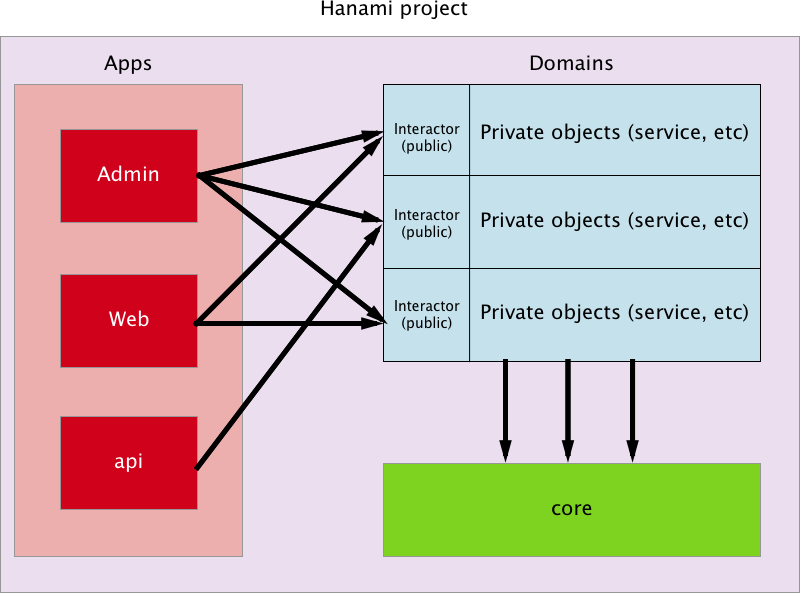 Hanami project
Apps
Domains
Admin
Web
api
Interactor
(public)
Private objects (service, etc)
Interactor
(public)
Private objects (service, etc)
Interactor
(public)
Private objects (service, etc)
core